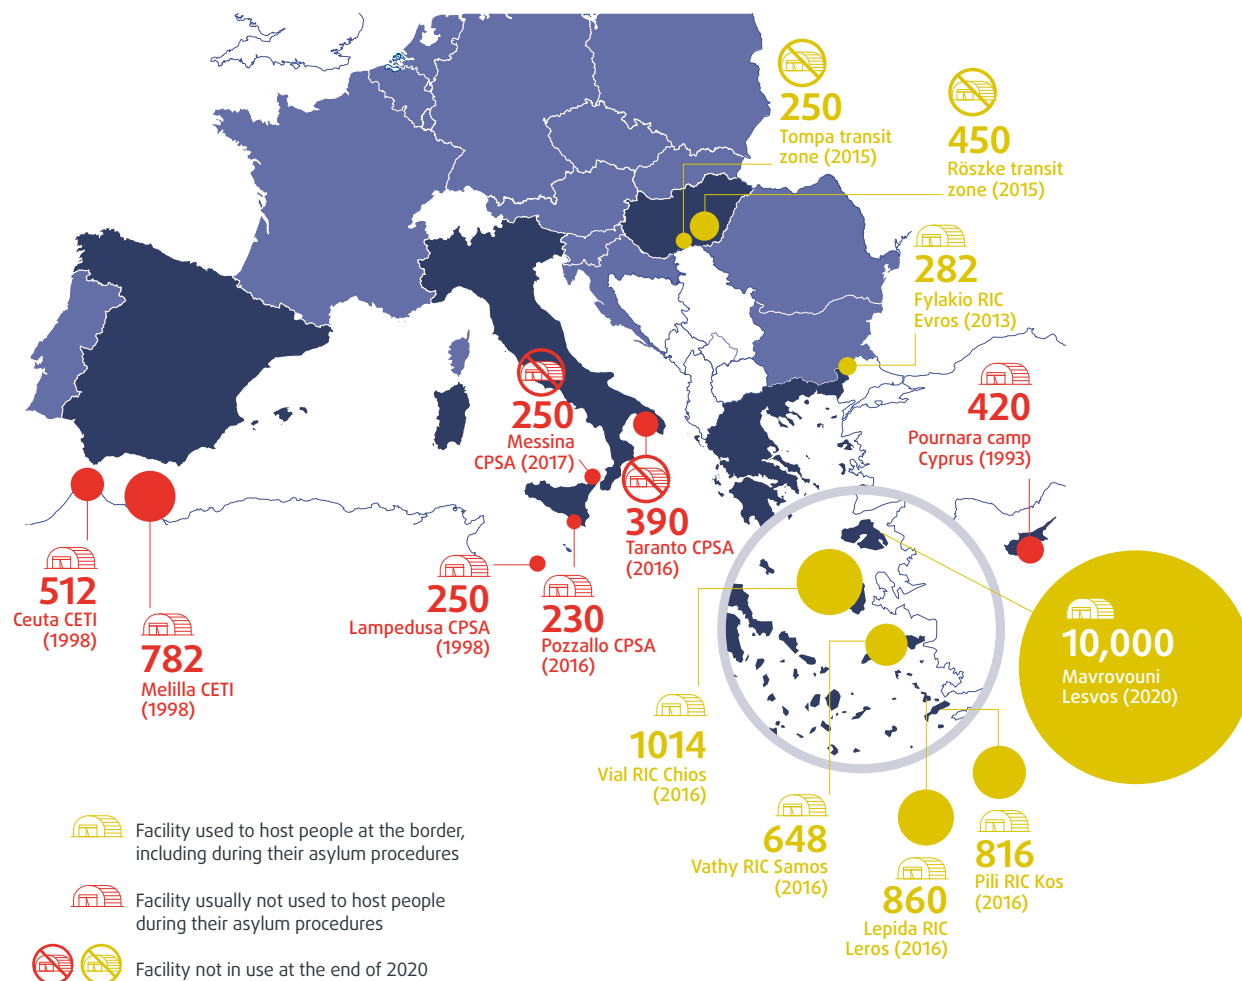 250
Tompa transit
zone (2015)
450
Röszke transit
zone (2015)
282
Fylakio RIC
Evros (2013)
420
Pournara camp
Cyprus (1993)
250
Messina
CPSA (2017)
390
Taranto CPSA
(2016)
512
Ceuta CETI
(1998)
782
Melilla CETI
(1998)
250
Lampedusa CPSA
(1998)
230
Pozzallo CPSA
(2016)
10,000
Mavrovouni
Lesvos (2020)
1014
Vial RIC Chios
(2016)
648
Vathy RIC Samos
(2016)
860
Lepida RIC
Leros (2016)
816
Pili RIC Kos
(2016)
Facility used to host people at the border,
including during their asylum procedures
Facility usually not used to host people
during their asylum procedures
Facility not in use at the end of 2020